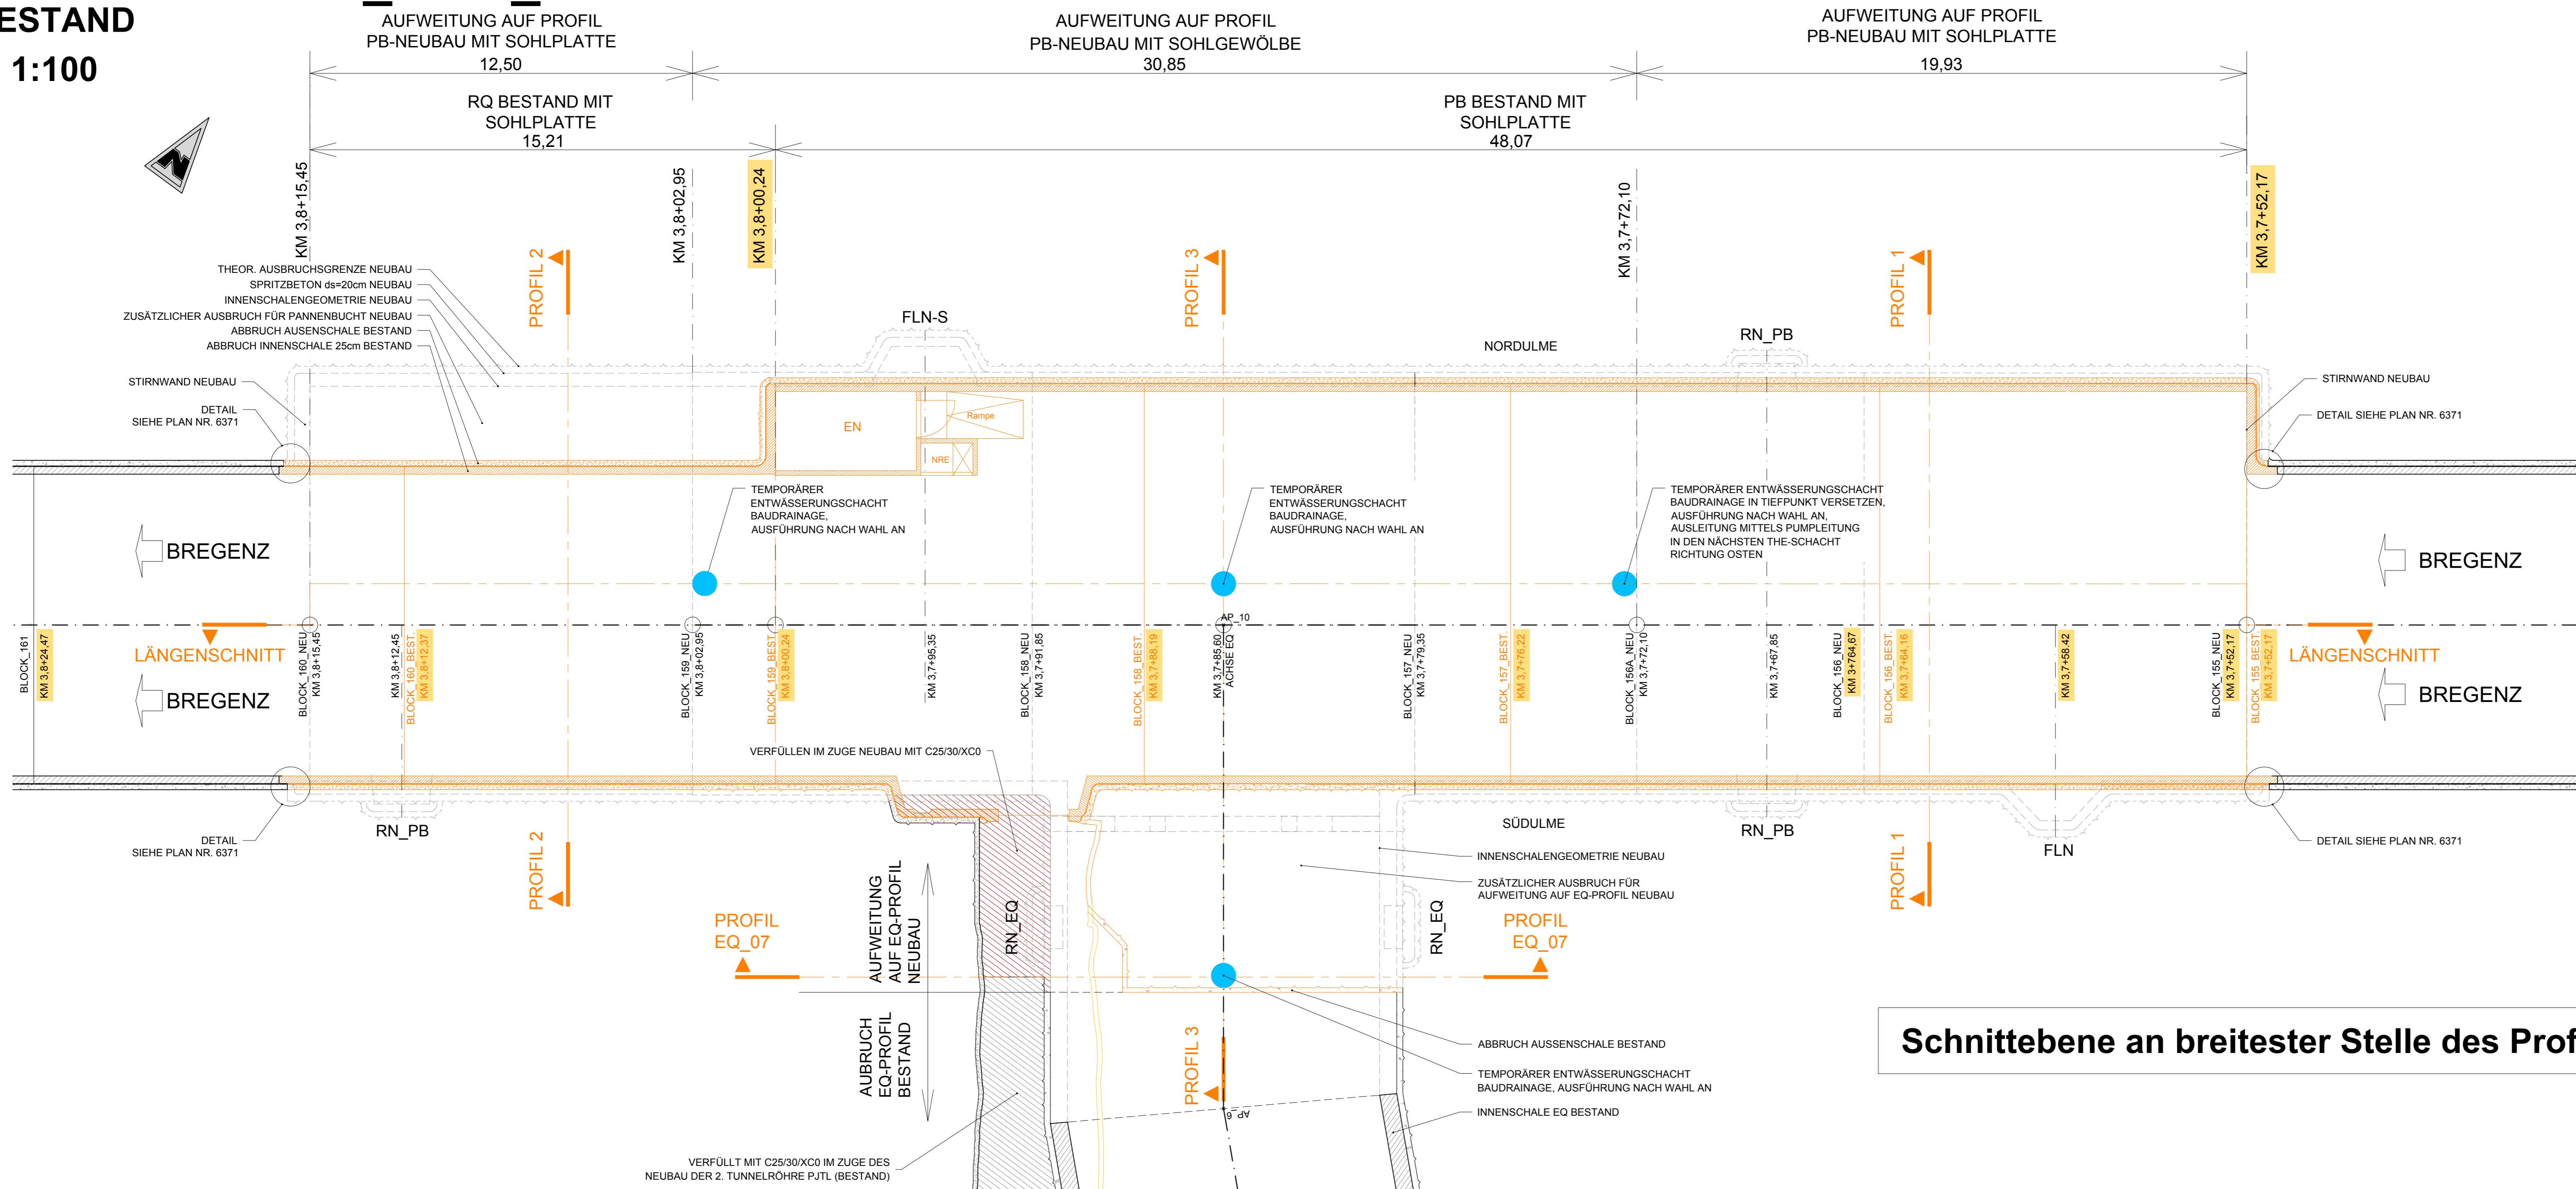 ESTAND
1:100
AUFWEITUNG AUF PROFIL
PB-NEUBAU MIT SOHLPLATTE
12,50
AUFWEITUNG AUF PROFIL
PB-NEUBAU MIT SOHLGEWÖLBE
30,85
AUFWEITUNG AUF PROFIL
PB-NEUBAU MIT SOHLPLATTE
19,93
RQ BESTAND MIT
SOHLPLATTE
15,21
PB BESTAND MIT
SOHLPLATTE
48,07
N
KM 3,8+15,45
KM 3,8+02,95
KM 3,8+00,24
KM 3,7+72,10
KM 3,7+52,17
PROFIL 2
PROFIL 3
PROFIL 1
THEOR. AUSBRUCHSGRENZE NEUBAU
SPRITZBETON ds=20cm NEUBAU
INNENSCHALENGEOMETRIE NEUBAU
ZUSÄTZLICHER AUSBRUCH FÜR PANNENBUCHT NEUBAU
ABBRUCH AUSENSCHALE BESTAND
ABBRUCH INNENSCHALE 25cm BESTAND
STIRNWAND NEUBAU
DETAIL
SIEHE PLAN NR. 6371
FLN-S
NORDULME
RN_PB
STIRNWAND NEUBAU
DETAIL SIEHE PLAN NR. 6371
EN
Rampe
NRE
TEMPORÄRER
ENTWÄSSERUNGSCHACHT
BAUDRAINAGE,
AUSFÜHRUNG NACH WAHL AN
TEMPORÄRER
ENTWÄSSERUNGSCHACHT
BAUDRAINAGE,
AUSFÜHRUNG NACH WAHL AN
TEMPORÄRER ENTWÄSSERUNGSCHACHT
BAUDRAINAGE IN TIEFPUNKT VERSETZEN,
AUSFÜHRUNG NACH WAHL AN,
AUSLEITUNG MITTELS PUMPLEITUNG
IN DEN NÄCHSTEN THE-SCHACHT
RICHTUNG OSTEN
BREGENZ
BREGENZ
AP_10
LÄNGENSCHNITT
LÄNGENSCHNITT
BLOCK_161
KM 3,8+24,47
BLOCK_160_NEU
KM 3,8+15,45
KM 3,8+12,45
BLOCK_160_BEST.
KM 3,8+12,37
BLOCK_159_NEU
KM 3,8+02,95
BLOCK_159_BEST.
KM 3,8+00,24
KM 3,7+95,35
BLOCK_158_NEU
KM 3,7+91,85
BLOCK_158_BEST.
KM 3,7+88,19
KM 3,7+85,60
ACHSE EQ
BLOCK_157_NEU
KM 3,7+79,35
BLOCK_157_BEST.
KM 3,7+76,22
BLOCK_156A_NEU
KM 3,7+72,10
KM 3,7+67,85
BLOCK_156_NEU
KM 3+764,67
BLOCK_156_BEST.
KM 3,7+64,16
KM 3,7+58.42
BLOCK_155_NEU
KM 3,7+52,17
BLOCK_155_BEST.
KM 3,7+52,17
BREGENZ
BREGENZ
VERFÜLLEN IM ZUGE NEUBAU MIT C25/30/XC0
DETAIL
SIEHE PLAN NR. 6371
RN_PB
SÜDULME
RN_PB
FLN
DETAIL SIEHE PLAN NR. 6371
INNENSCHALENGEOMETRIE NEUBAU
ZUSÄTZLICHER AUSBRUCH FÜR
AUFWEITUNG AUF EQ-PROFIL NEUBAU
PROFIL 2
PROFIL 1
AUFWEITUNG
AUF EQ-PROFIL
NEUBAU
RN_EQ
RN_EQ
PROFIL
EQ_07
PROFIL
EQ_07
AUBRUCH
EQ-PROFIL
BESTAND
PROFIL 3
AP_6
ABBRUCH AUSSENSCHALE BESTAND
TEMPORÄRER ENTWÄSSERUNGSCHACHT
BAUDRAINAGE, AUSFÜHRUNG NACH WAHL AN
INNENSCHALE EQ BESTAND
Schnittebene an breitester Stelle des Prof
VERFÜLLT MIT C25/30/XC0 IM ZUGE DES
NEUBAU DER 2. TUNNELRÖHRE PJTL (BESTAND)